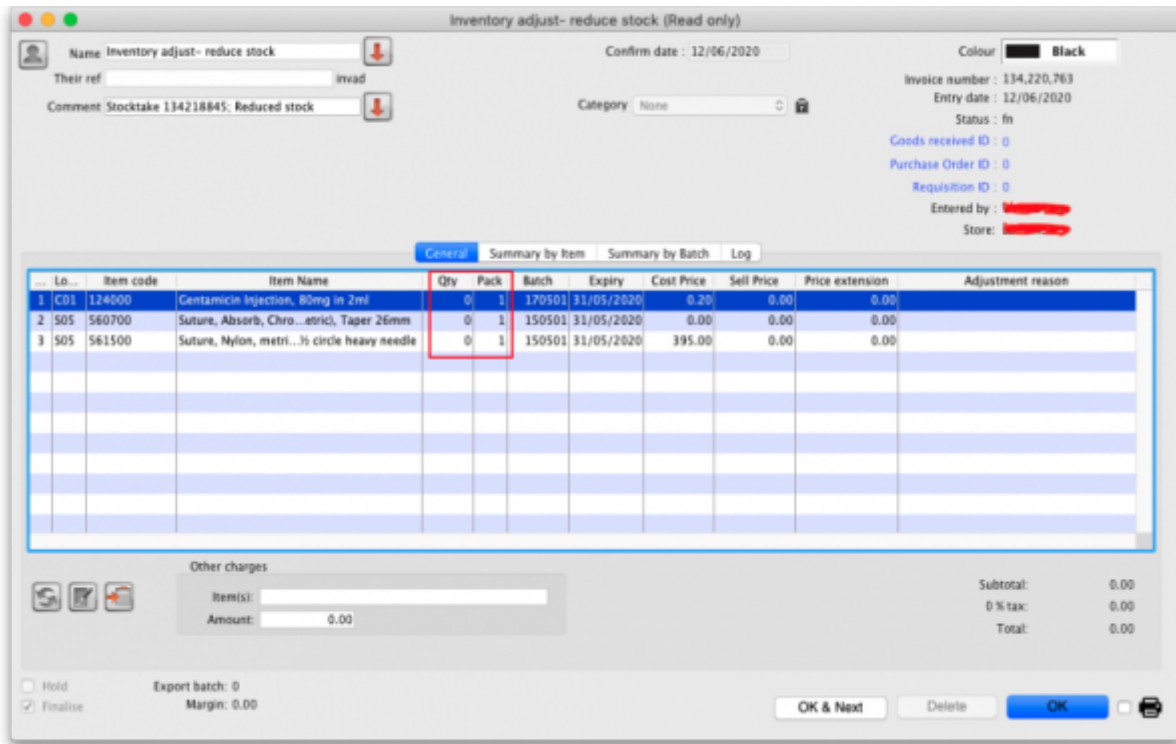 Inventory adjust- reduce stock (Read only)
Name Inventory adjust- reduce stock Confirm date : 12/06/2020 Colour Black
Their ref invad Invoice number : 134,220,763
Comment Stocktake 134218845; Reduced stock Category None Entry date : 12/06/2020
Status : fn
Goods received ID : 0
Purchase Order ID : 0
Requisition ID : 0
Entered by :
Store:
General Summary by Item Summary by Batch Log
... Lo... Item code Item Name Qty Pack Batch Expiry Cost Price Sell Price Price extension Adjustment reason
1 C01 124000 Gentamicin Injection, 80mg in 2ml 0 1 170501 31/05/2020 0.20 0.00 0.00
2 S05 560700 Suture, Absorb, Chro...etric), Taper 26mm 0 1 150501 31/05/2020 0.00 0.00 0.00
3 S05 561500 Suture, Nylon, metri...½ circle heavy needle 0 1 150501 31/05/2020 395.00 0.00 0.00
Other charges
Item(s): Subtotal: 0.00
Amount: 0.00 0 % tax: 0.00
Total: 0.00
Hold Export batch: 0
Finalise Margin: 0.00 OK & Next Delete OK